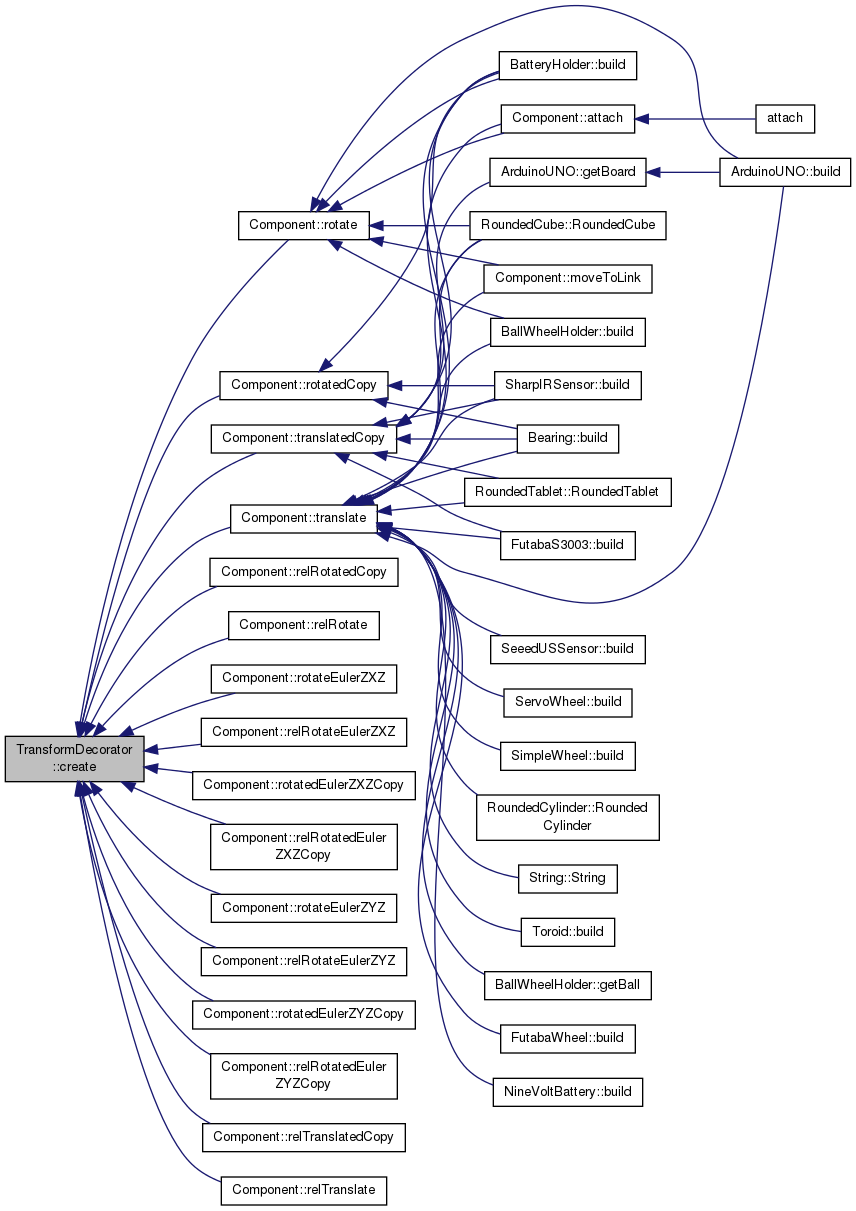 BatteryHolder::build
Component::attach
attach
ArduinoUNO::getBoard
ArduinoUNO::build
Component::rotate
RoundedCube::RoundedCube
Component::moveToLink
BallWheelHolder::build
Component::rotatedCopy
SharpIRSensor::build
Component::translatedCopy
Bearing::build
RoundedTablet::RoundedTablet
Component::translate
FutabaS3003::build
Component::relRotatedCopy
Component::relRotate
SeeedUSSensor::build
Component::rotateEulerZXZ
ServoWheel::build
Component::relRotateEulerZXZ
TransformDecorator
::create
SimpleWheel::build
Component::rotatedEulerZXZCopy
RoundedCylinder::Rounded
Cylinder
Component::relRotatedEuler
ZXZCopy
String::String
Component::rotateEulerZYZ
Toroid::build
Component::relRotateEulerZYZ
BallWheelHolder::getBall
Component::rotatedEulerZYZCopy
FutabaWheel::build
Component::relRotatedEuler
ZYZCopy
NineVoltBattery::build
Component::relTranslatedCopy
Component::relTranslate